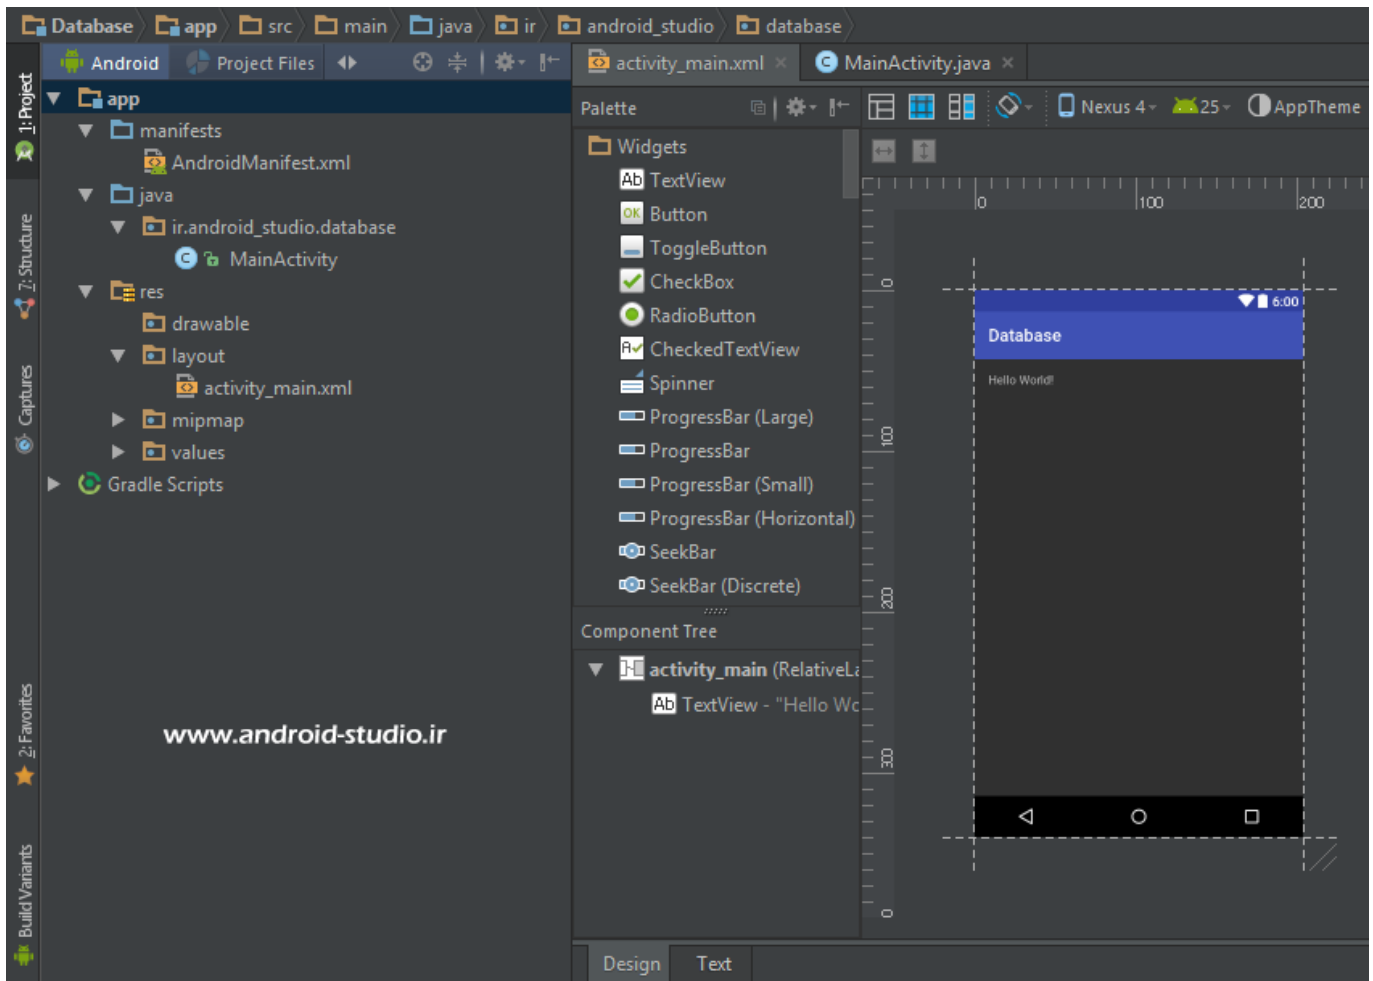 Database app src main java ir android_studio database
Android Project Files
activity_main.xml MainActivity.java
1: Project
7: Structure
Captures
2: Favorites
Build Variants
app
manifests
AndroidManifest.xml
java
ir.android_studio.database
MainActivity
res
drawable
layout
activity_main.xml
mipmap
values
Gradle Scripts
www.android-studio.ir
Palette
Widgets
Ab TextView
OK Button
ToggleButton
CheckBox
RadioButton
CheckedTextView
Spinner
ProgressBar (Large)
ProgressBar
ProgressBar (Small)
ProgressBar (Horizontal)
SeekBar
SeekBar (Discrete)
Component Tree
activity_main (RelativeLa
Ab TextView - "Hello Wo
Nexus 4 25 AppTheme
0 100 200
0
100
200
300
0
6:00
Database
Hello World!
Design Text